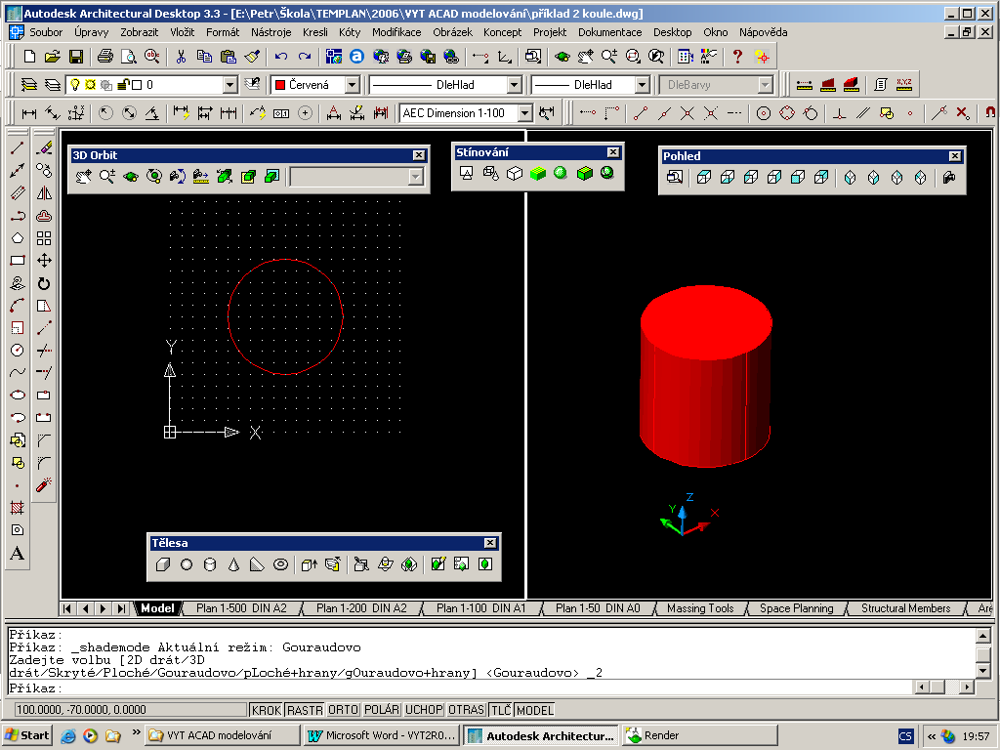 Autodesk Architectural Desktop 3.3 - [E:\Petr\Škola\TEMPLAN\2006\VYT ACAD modelování\příklad 2 koule.dwg]
Soubor Úpravy Zobrazit Vložit Formát Nástroje Kresli Kóty Modifikace Obrázek Koncept Projekt Dokumentace Desktop Okno Nápověda
0 Červená DleHlad DleHlad DleBarvy
AEC Dimension 1-100
3D Orbit
Stínování
Pohled
Y
X
Z
Y
X
Tělesa
Model Plan 1-500 DIN A2 Plan 1-200 DIN A2 Plan 1-100 DIN A1 Plan 1-50 DIN A0 Massing Tools Space Planning Structural Members Are
Příkaz:
Příkaz: _shademode Aktuální režim: Gouraudovo
Zadejte volbu [2D drát/3D
drát/Skryté/Ploché/Gouraudovo/pLoché+hrany/gOuraudovo+hrany] <Gouraudovo> _2
Příkaz:
100.0000, -70.0000, 0.0000 KROK RASTR ORTO POLÁR UCHOP OTRAS TLČ MODEL
Start » VYT ACAD modelování Microsoft Word - VYT2R0... Autodesk Architectur... Render CS « 19:57